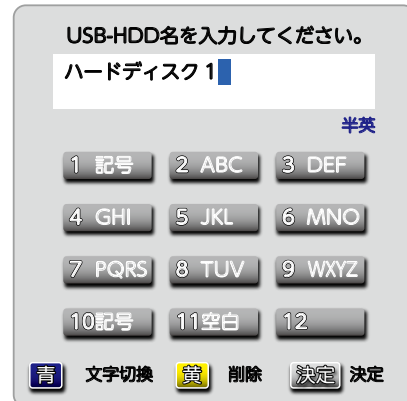 USB-HDD名を入力してください。
ハードディスク1
半英
1 記号 2 ABC 3 DEF
4 GHI 5 JKL 6 MNO
7 PQRS 8 TUV 9 WXYZ
10記号 11空白 12
青 文字切換 黄 削除 決定 決定